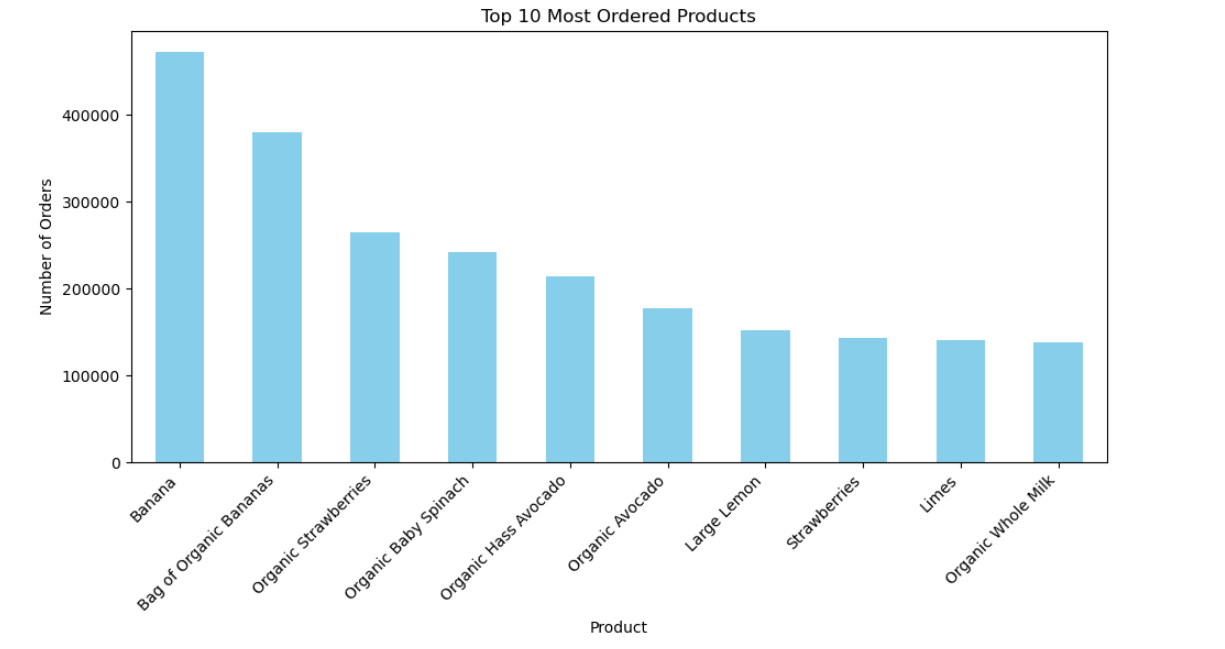 Top 10 Most Ordered Products
Number of Orders
400000
300000
200000
100000
0
Banana
Bag of Organic Bananas
Organic Strawberries
Organic Baby Spinach
Organic Hass Avocado
Organic Avocado
Large Lemon
Strawberries
Limes
Organic Whole Milk
Product